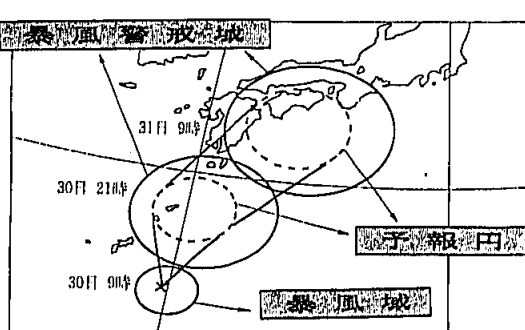 暴風警戒域
31日 9時
30日 21時
予報円
30日 9時
暴風域